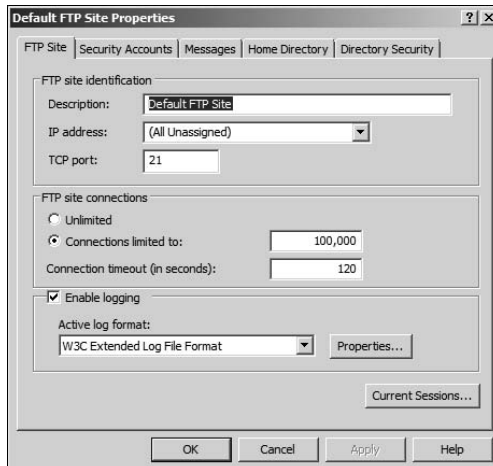 Default FTP Site Properties ? x
FTP Site Security Accounts Messages Home Directory Directory Security
FTP site identification
Description: Default FTP Site
IP address: (All Unassigned)
TCP port: 21
FTP site connections
Unlimited
Connections limited to: 100,000
Connection timeout (in seconds): 120
Enable logging
Active log format:
W3C Extended Log File Format Properties...
Current Sessions...
OK Cancel Apply Help